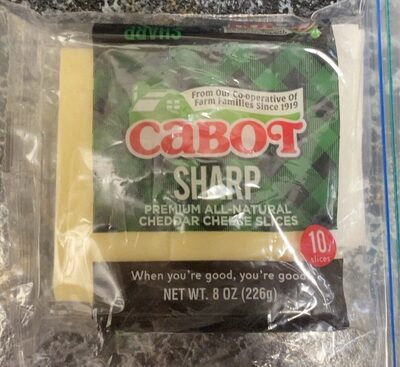 SHARP
From Our Co-operative of
Farm Families Since 1919
CABOT
SHARP
PREMIUM ALL-NATURAL
CHEDDAR CHEESE SLICES
10
slices
When you're good, you're good.
NET WT. 8 OZ (226g)